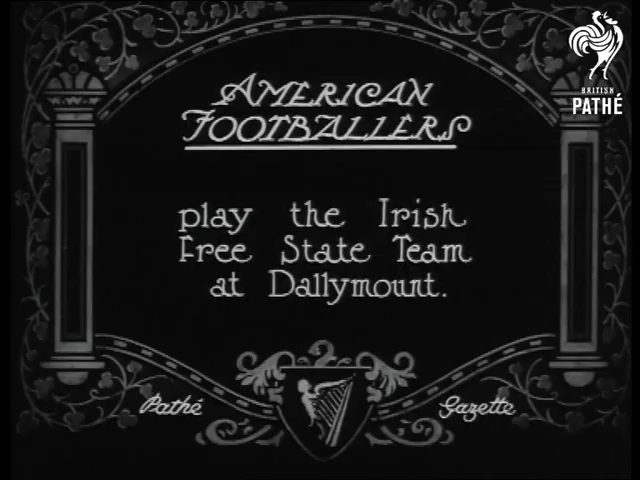 BRITISH
PATHÉ
AMERICAN
FOOTBALLERS
play the Irish
Free State Team
at Dallymount.
Pathé
Gazette